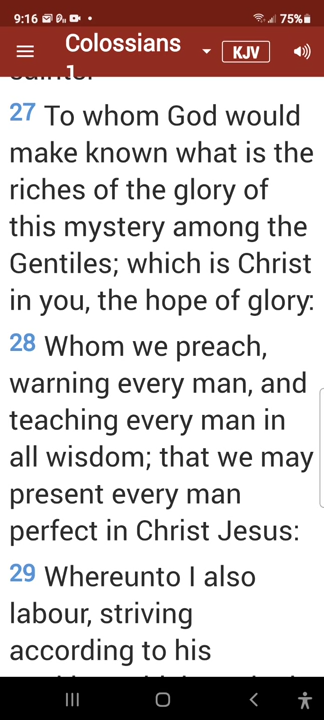 9:16 75%
Colossians
1
KJV
27 To whom God would
make known what is the
riches of the glory of
this mystery among the
Gentiles; which is Christ
in you, the hope of glory:
28 Whom we preach,
warning every man, and
teaching every man in
all wisdom; that we may
present every man
perfect in Christ Jesus:
29 Whereunto I also
labour, striving
according to his